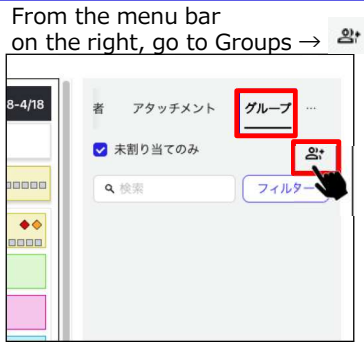 From the menu bar
on the right, go to Groups →
8-4/18
者 アタッチメント グループ ...
未割り当てのみ
検索 フィルター